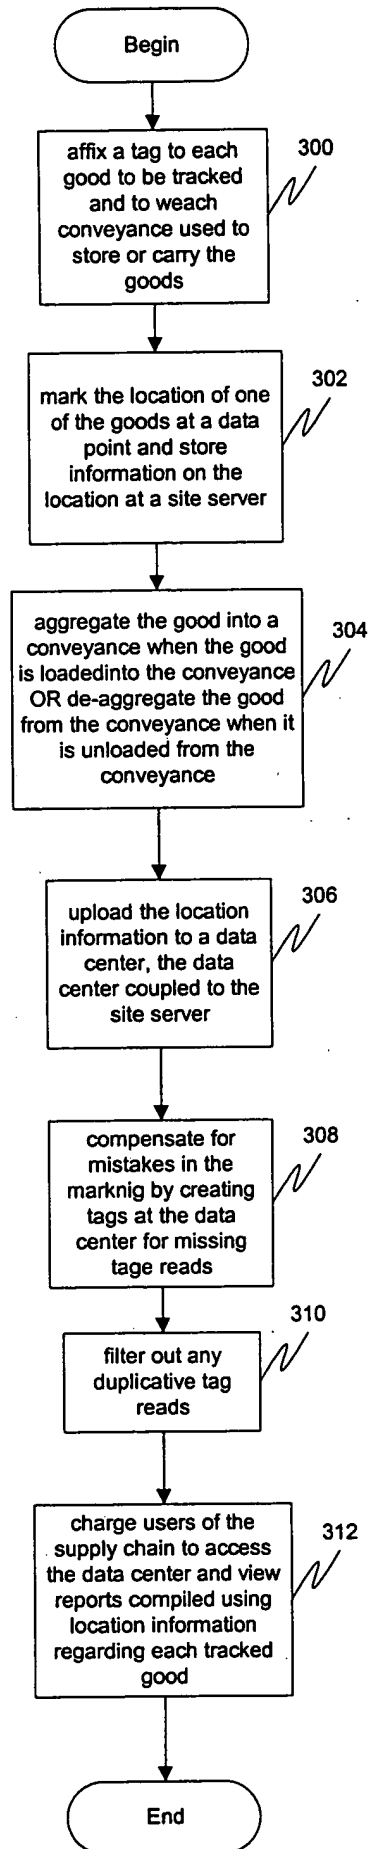 Begin
affix a tag to each
good to be tracked
and to weach
conveyance used to
store or carry the
goods
300
mark the location of one
of the goods at a data
point and store
information on the
location at a site server
302
aggregate the good into a
conveyance when the good
is loadedinto the conveyance
OR de-aggregate the good
from the conveyance when it
is unloaded from the
conveyance
304
upload the location
information to a data
center, the data
center coupled to the
site server
306
compensate for
mistakes in the
marknig by creating
tags at the data
center for missing
tage reads
308
filter out any
duplicative tag
reads
310
charge users of the
supply chain to access
the data center and view
reports compiled using
location information
regarding each tracked
good
312
End